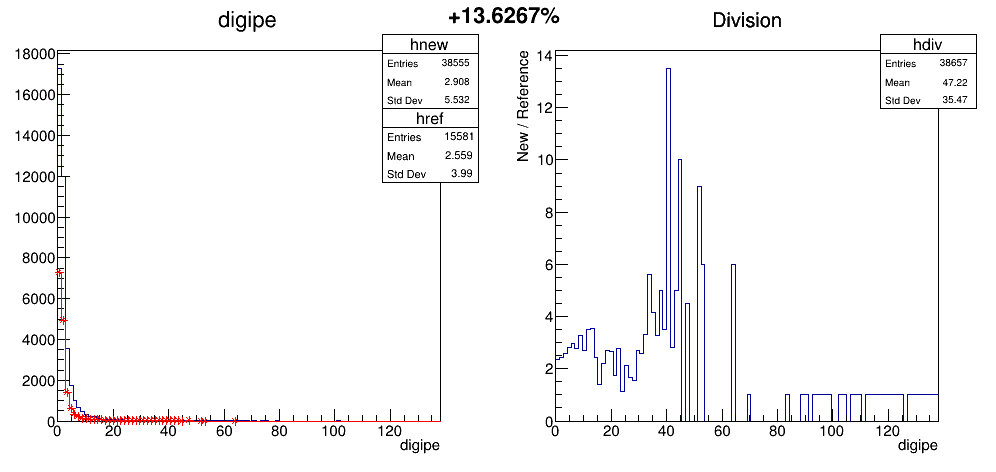 +13.6267%
digipe
hnew
Entries 38555
Mean 2.908
Std Dev 5.532
href
Entries 15581
Mean 2.559
Std Dev 3.99
18000
16000
14000
12000
10000
8000
6000
4000
2000
0
0 20 40 60 80 100 120
digipe
Division
hdiv
Entries 38657
Mean 47.22
Std Dev 35.47
New / Reference
14
12
10
8
6
4
2
0
0 20 40 60 80 100 120
digipe